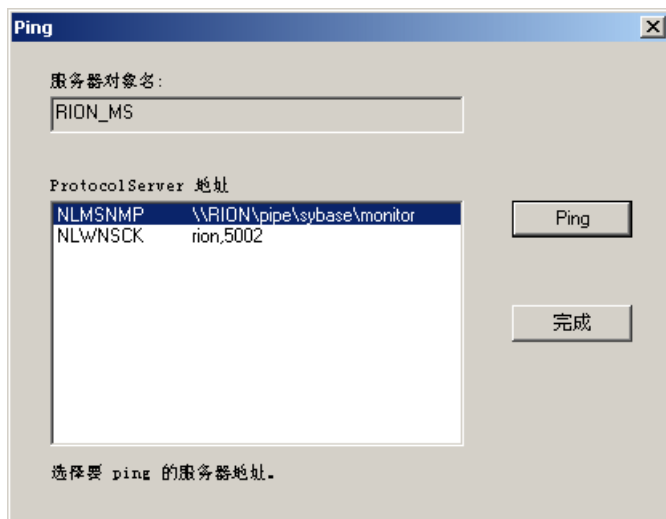 Ping
服务器对象名:
RION_MS
ProtocolServer 地址
NLMSNMP \\RION\pipe\sybase\monitor
NLWNSCK rion,5002
Ping
完成
选择要 ping 的服务器地址。